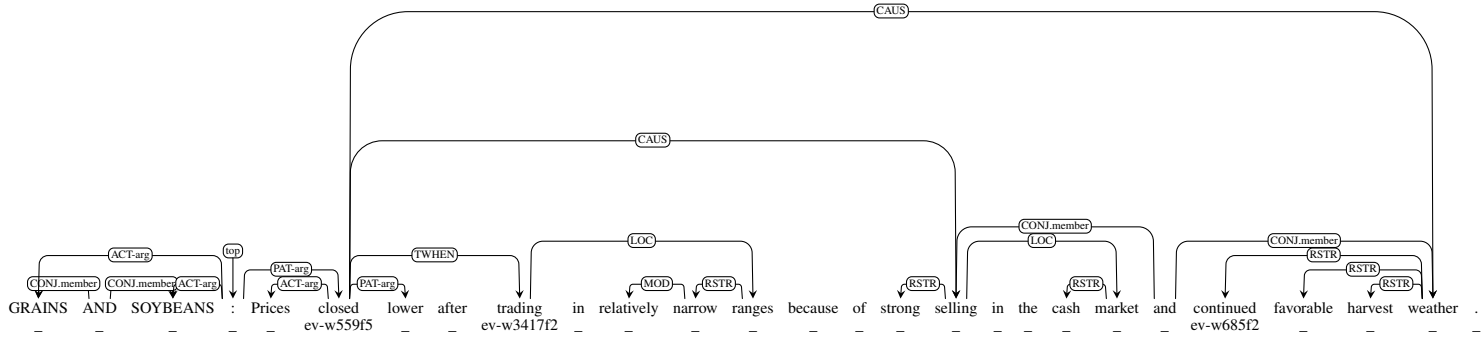 CAUS
CAUS
CONJ.member
ACT-arg top TWHEN LOC LOC CONJ.member
PAT-arg RSTR
RSTR
CONJ.member CONJ.member ACT-arg ACT-arg PAT-arg MOD RSTR RSTR RSTR RSTR
GRAINS AND SOYBEANS : Prices closed lower after trading in relatively narrow ranges because of strong selling in the cash market and continued favorable harvest weather .
_ _ _ _ _ ev-w559f5 _ _ ev-w3417f2 _ _ _ _ _ _ _ _ _ _ _ _ _ ev-w685f2 _ _ _ _